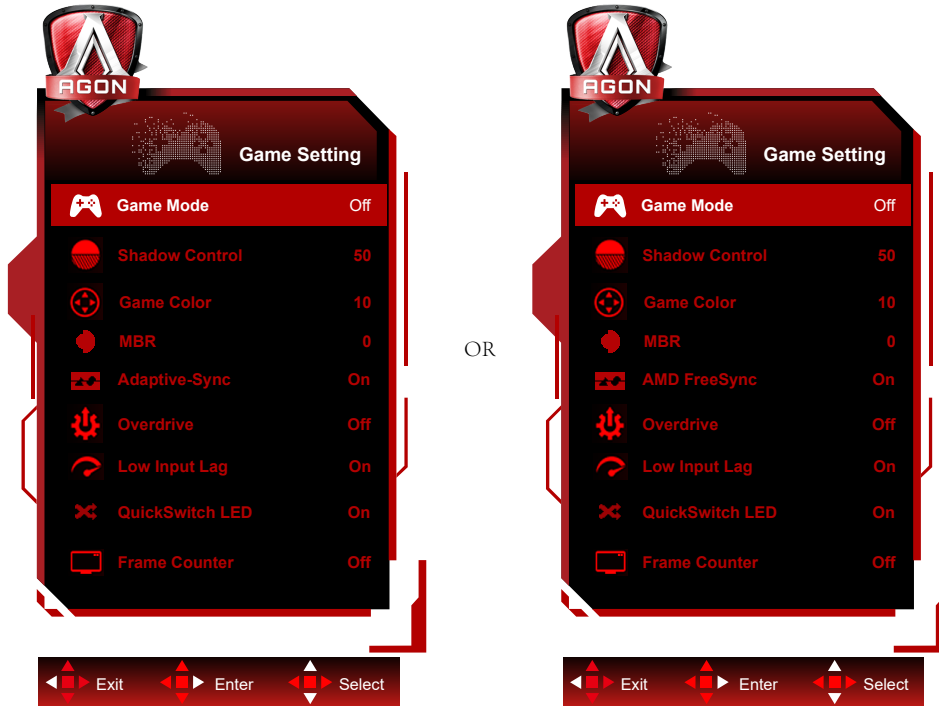 AGON
Game Setting
Game Mode Off
Shadow Control 50
Game Color 10
MBR 0
Adaptive-Sync On
Overdrive Off
Low Input Lag On
QuickSwitch LED On
Frame Counter Off
Exit Enter Select
OR
AGON
Game Setting
Game Mode Off
Shadow Control 50
Game Color 10
MBR 0
AMD FreeSync On
Overdrive Off
Low Input Lag On
QuickSwitch LED On
Frame Counter Off
Exit Enter Select